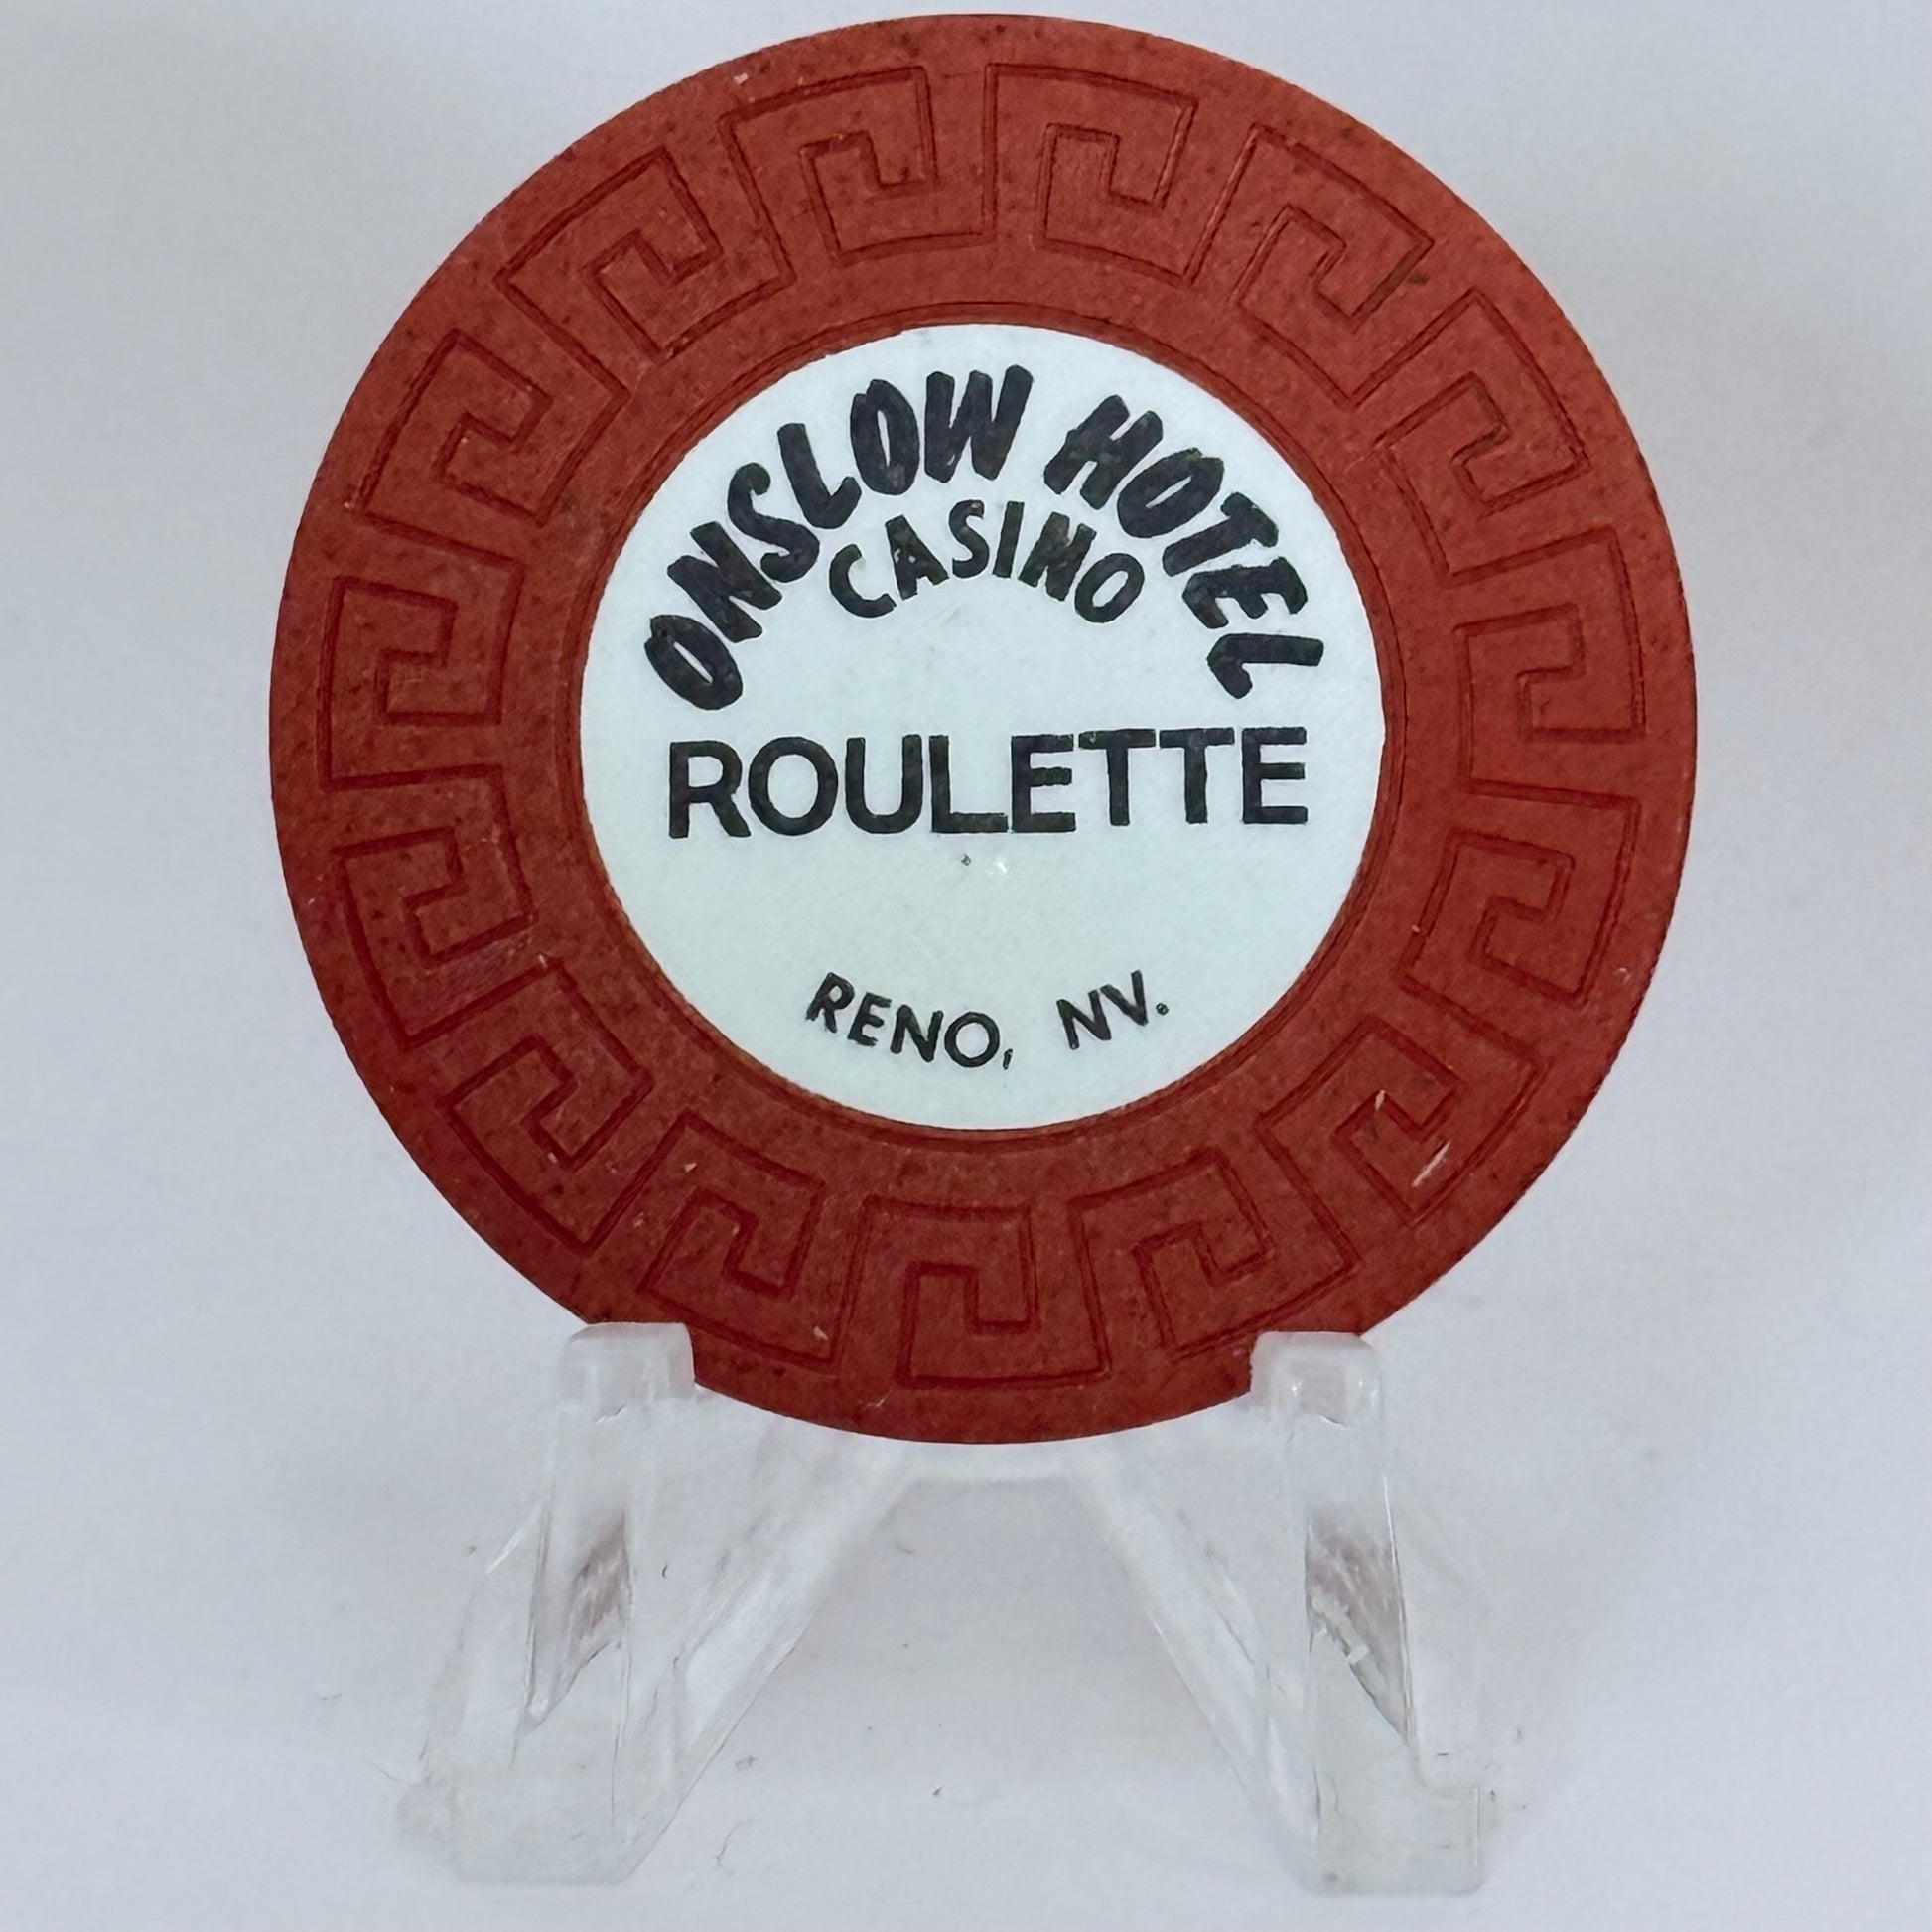 ONSLOW HOTEL
CASINO
ROULETTE
RENO, NV.